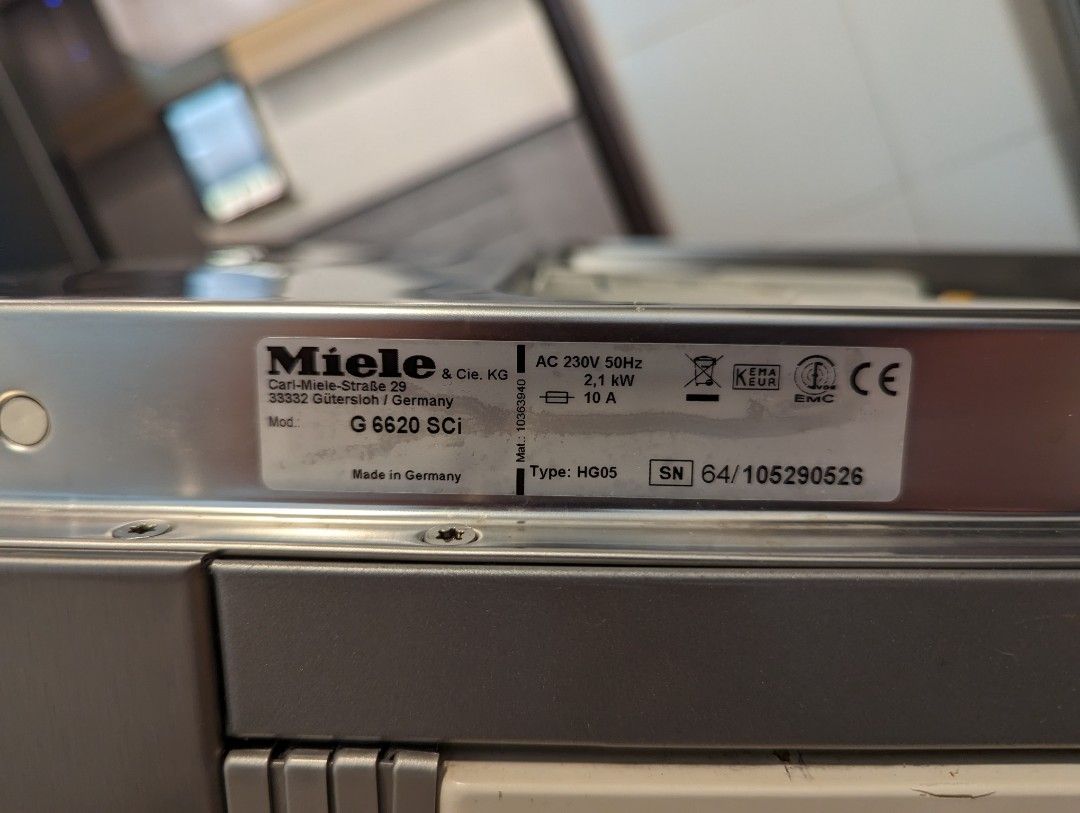 Miele & Cie. KG
Carl-Miele-Straße 29
33332 Gütersloh / Germany
Mod.: G 6620 SCi
Made in Germany
Mat.: 10363940
AC 230V 50Hz
2,1 kW
10 A
KEMA
EUR
EMC
CE
Type: HG05
SN 64/105290526